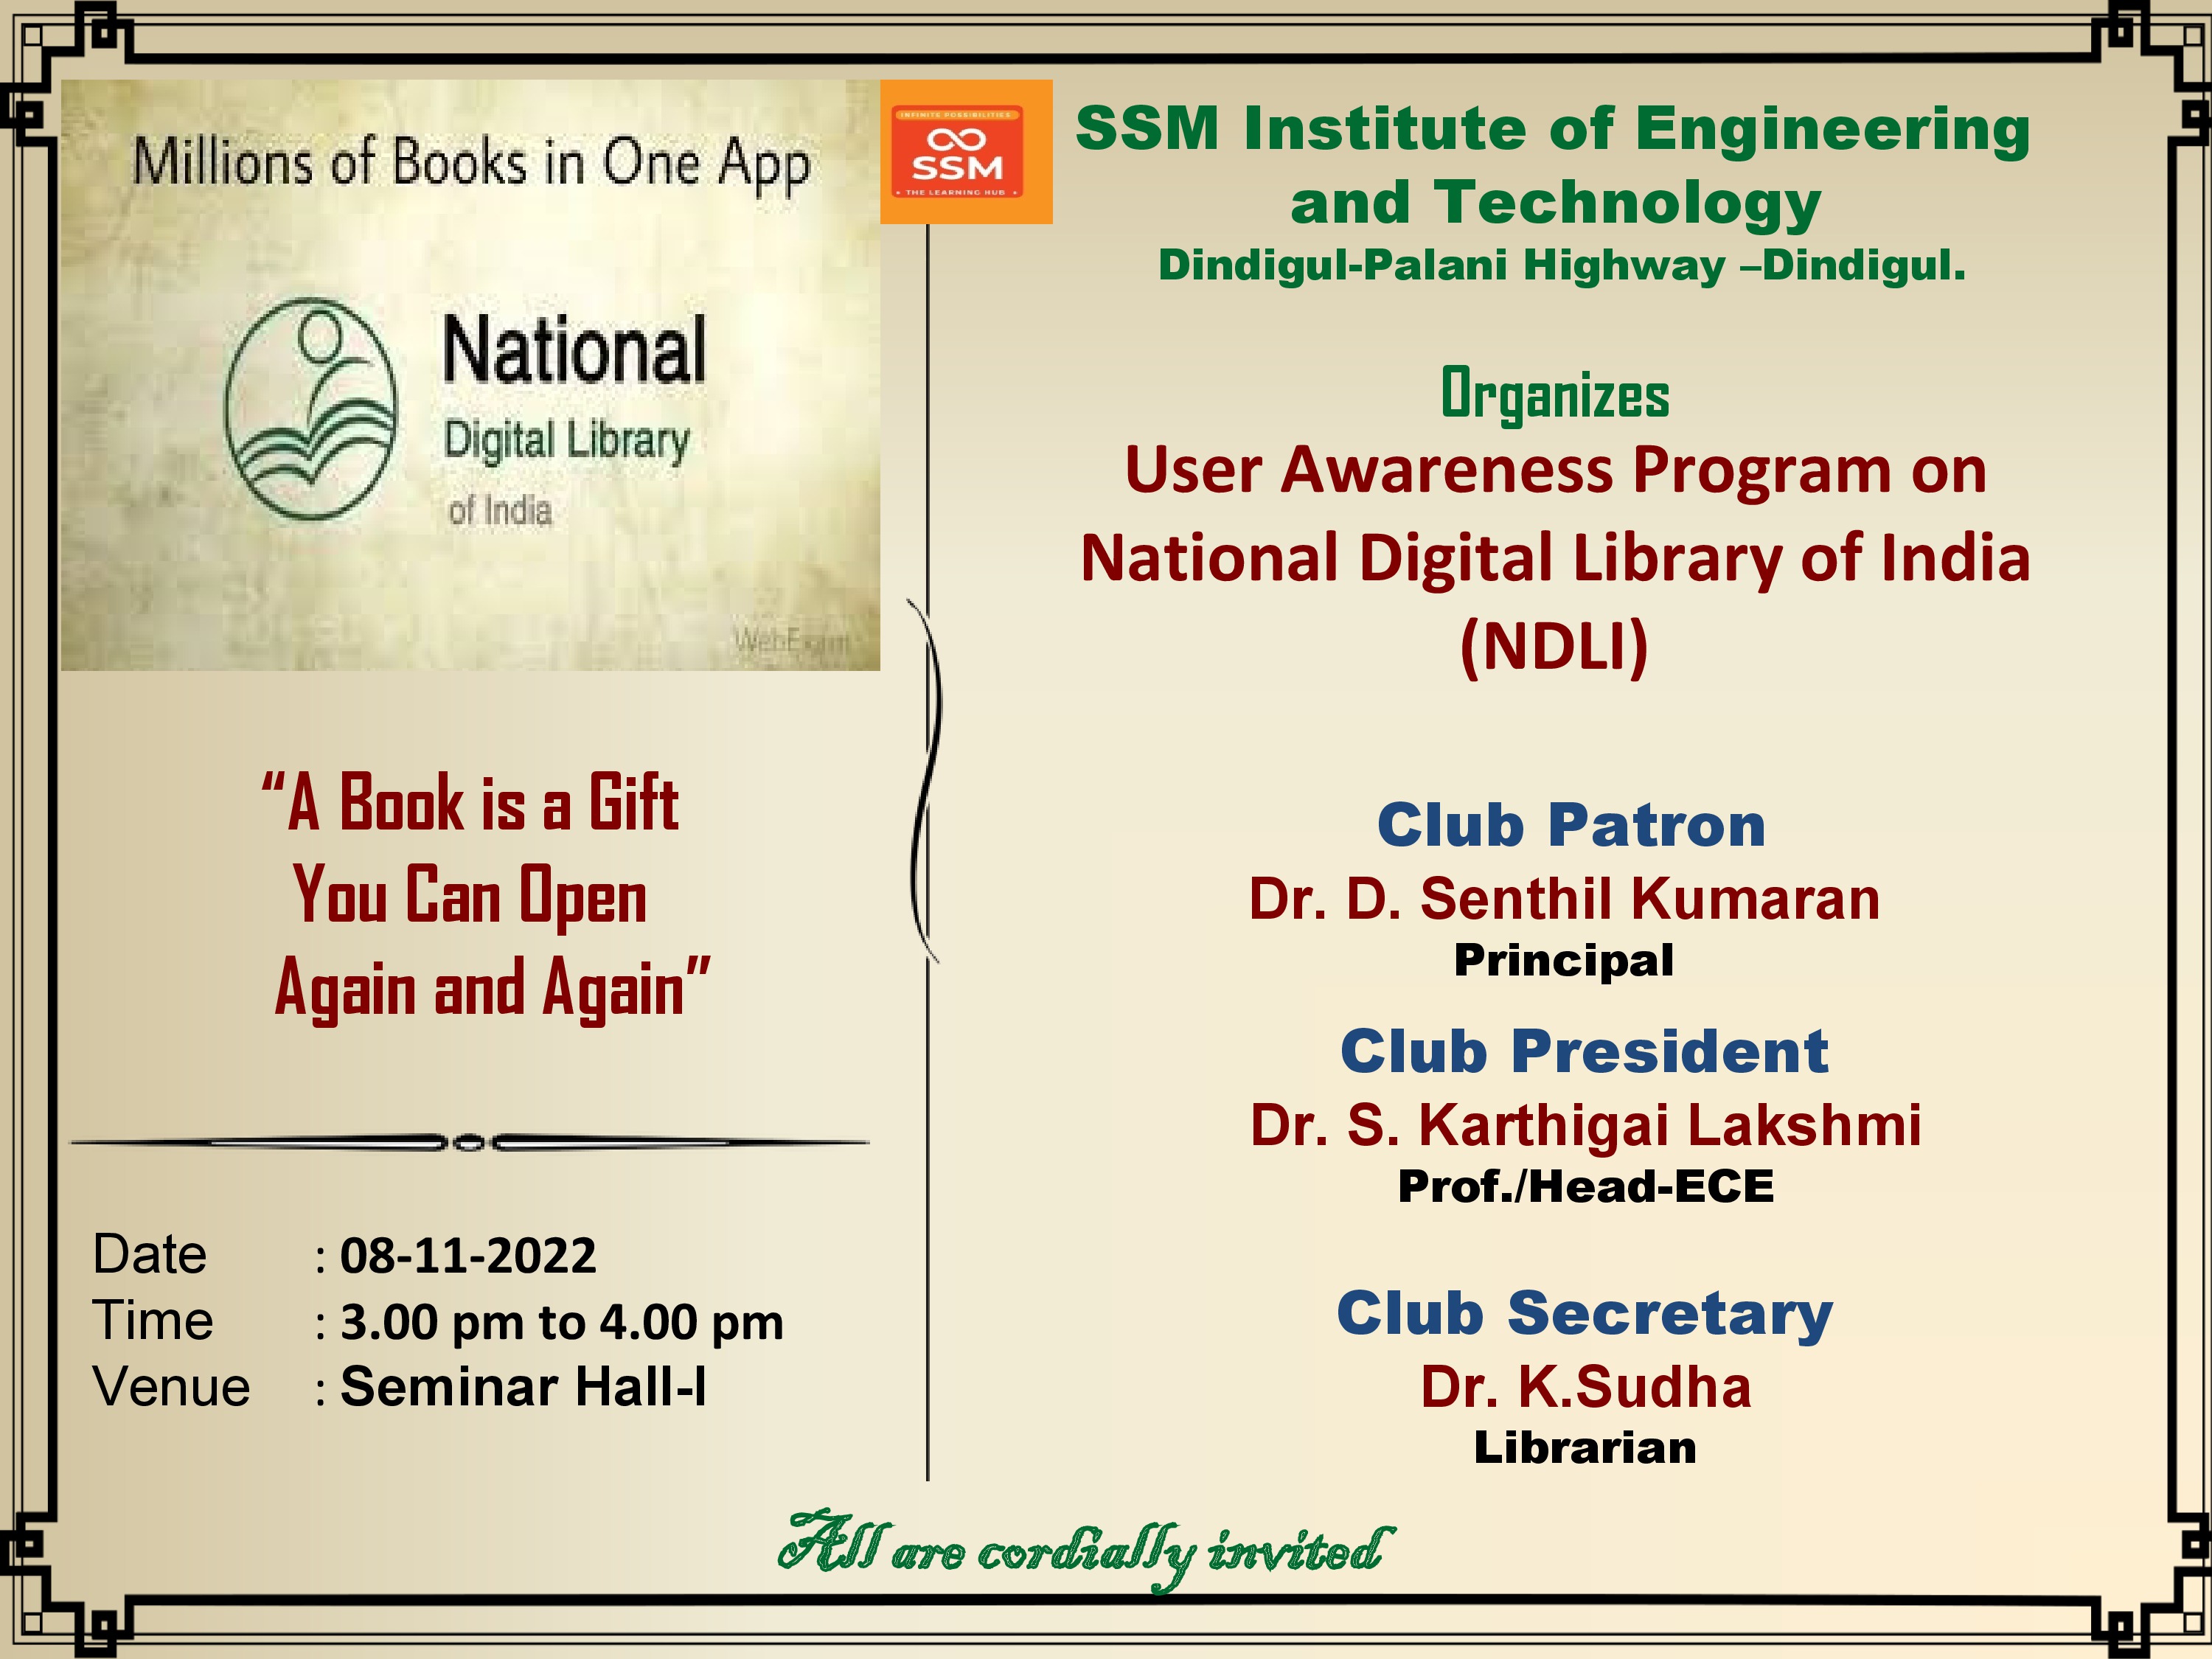 Millions of Books in One App
National
Digital Library
of India
WebExam
“A Book is a Gift
You Can Open
Again and Again”
Date : 08-11-2022
Time : 3.00 pm to 4.00 pm
Venue : Seminar Hall-I
INFINITE POSSIBILITIES
SSM
• THE LEARNING HUB •
SSM Institute of Engineering
and Technology
Dindigul-Palani Highway –Dindigul.
Organizes
User Awareness Program on
National Digital Library of India
(NDLI)
Club Patron
Dr. D. Senthil Kumaran
Principal
Club President
Dr. S. Karthigai Lakshmi
Prof./Head-ECE
Club Secretary
Dr. K.Sudha
Librarian
All are cordially invited